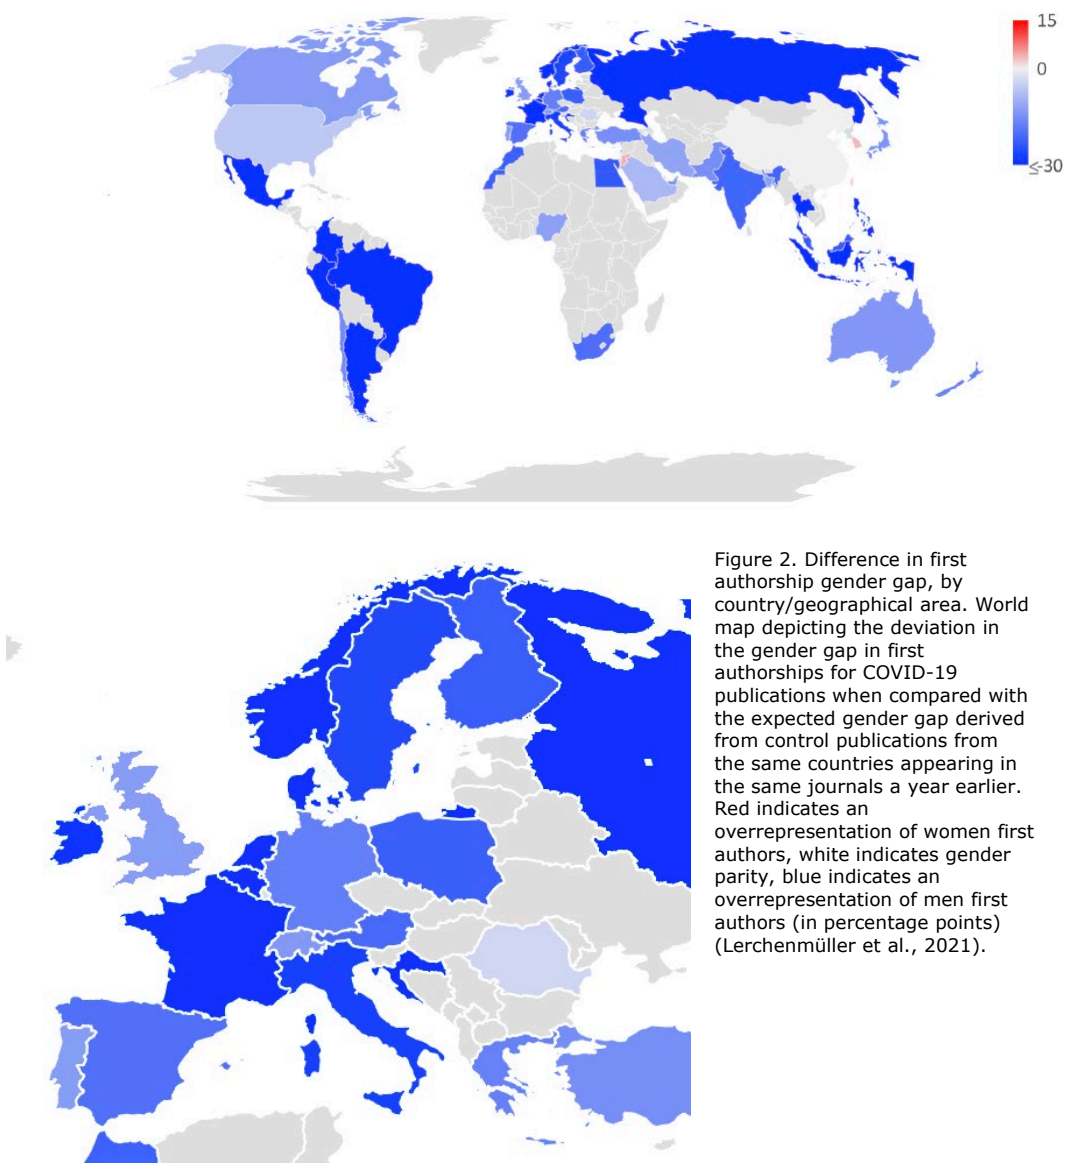 15
0
≤-30
Figure 2. Difference in first
authorship gender gap, by
country/geographical area. World
map depicting the deviation in
the gender gap in first
authorships for COVID-19
publications when compared with
the expected gender gap derived
from control publications from
the same countries appearing in
the same journals a year earlier.
Red indicates an
overrepresentation of women first
authors, white indicates gender
parity, blue indicates an
overrepresentation of men first
authors (in percentage points)
(Lerchenmüller et al., 2021).